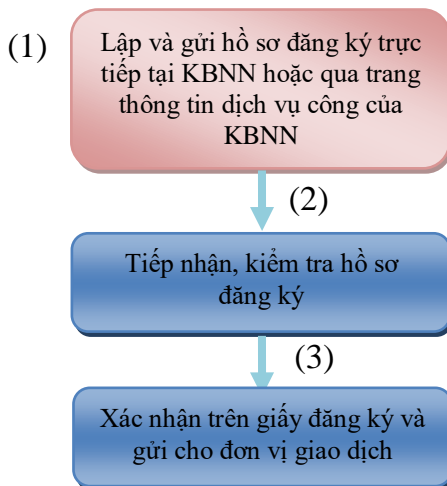 (1)
Lập và gửi hồ sơ đăng ký trực
tiếp tại KBNN hoặc qua trang
thông tin dịch vụ công của
KBNN
(2)
Tiếp nhận, kiểm tra hồ sơ
đăng ký
(3)
Xác nhận trên giấy đăng ký và
gửi cho đơn vị giao dịch